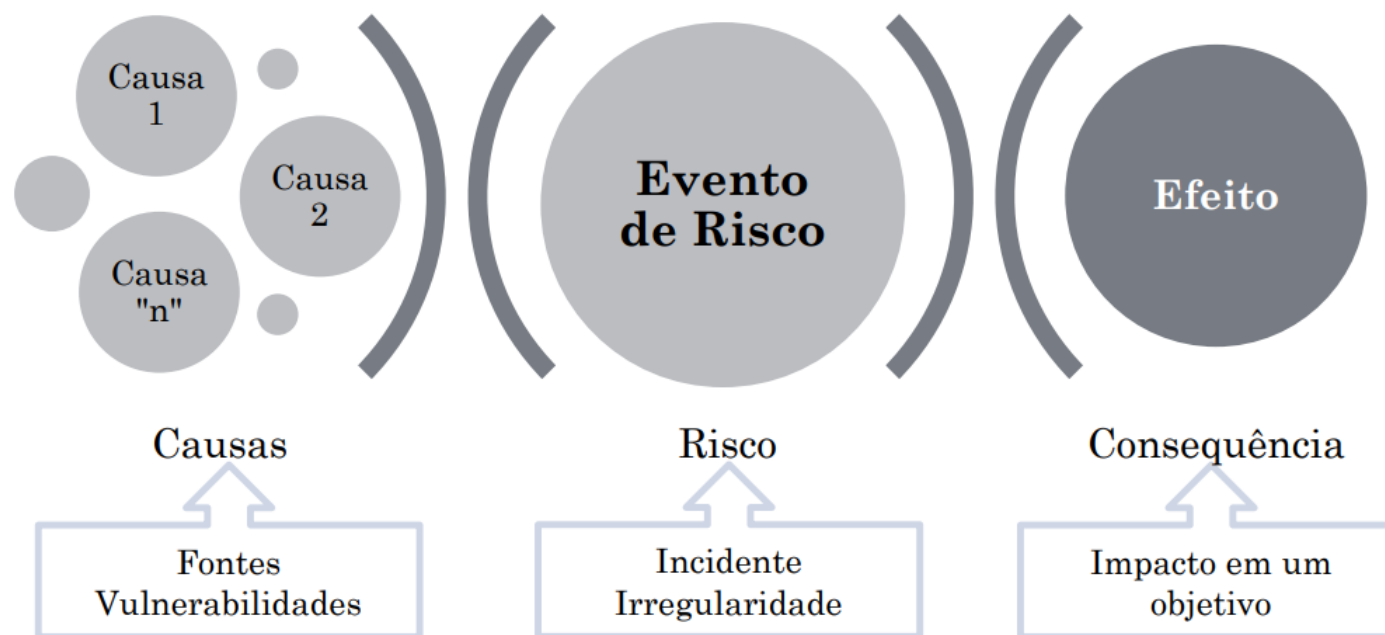 Causa
1
Causa
2
Causa
"n"
Evento
de Risco
Efeito
Causas
Risco
Consequência
Fontes
Vulnerabilidades
Incidente
Irregularidade
Impacto em um
objetivo